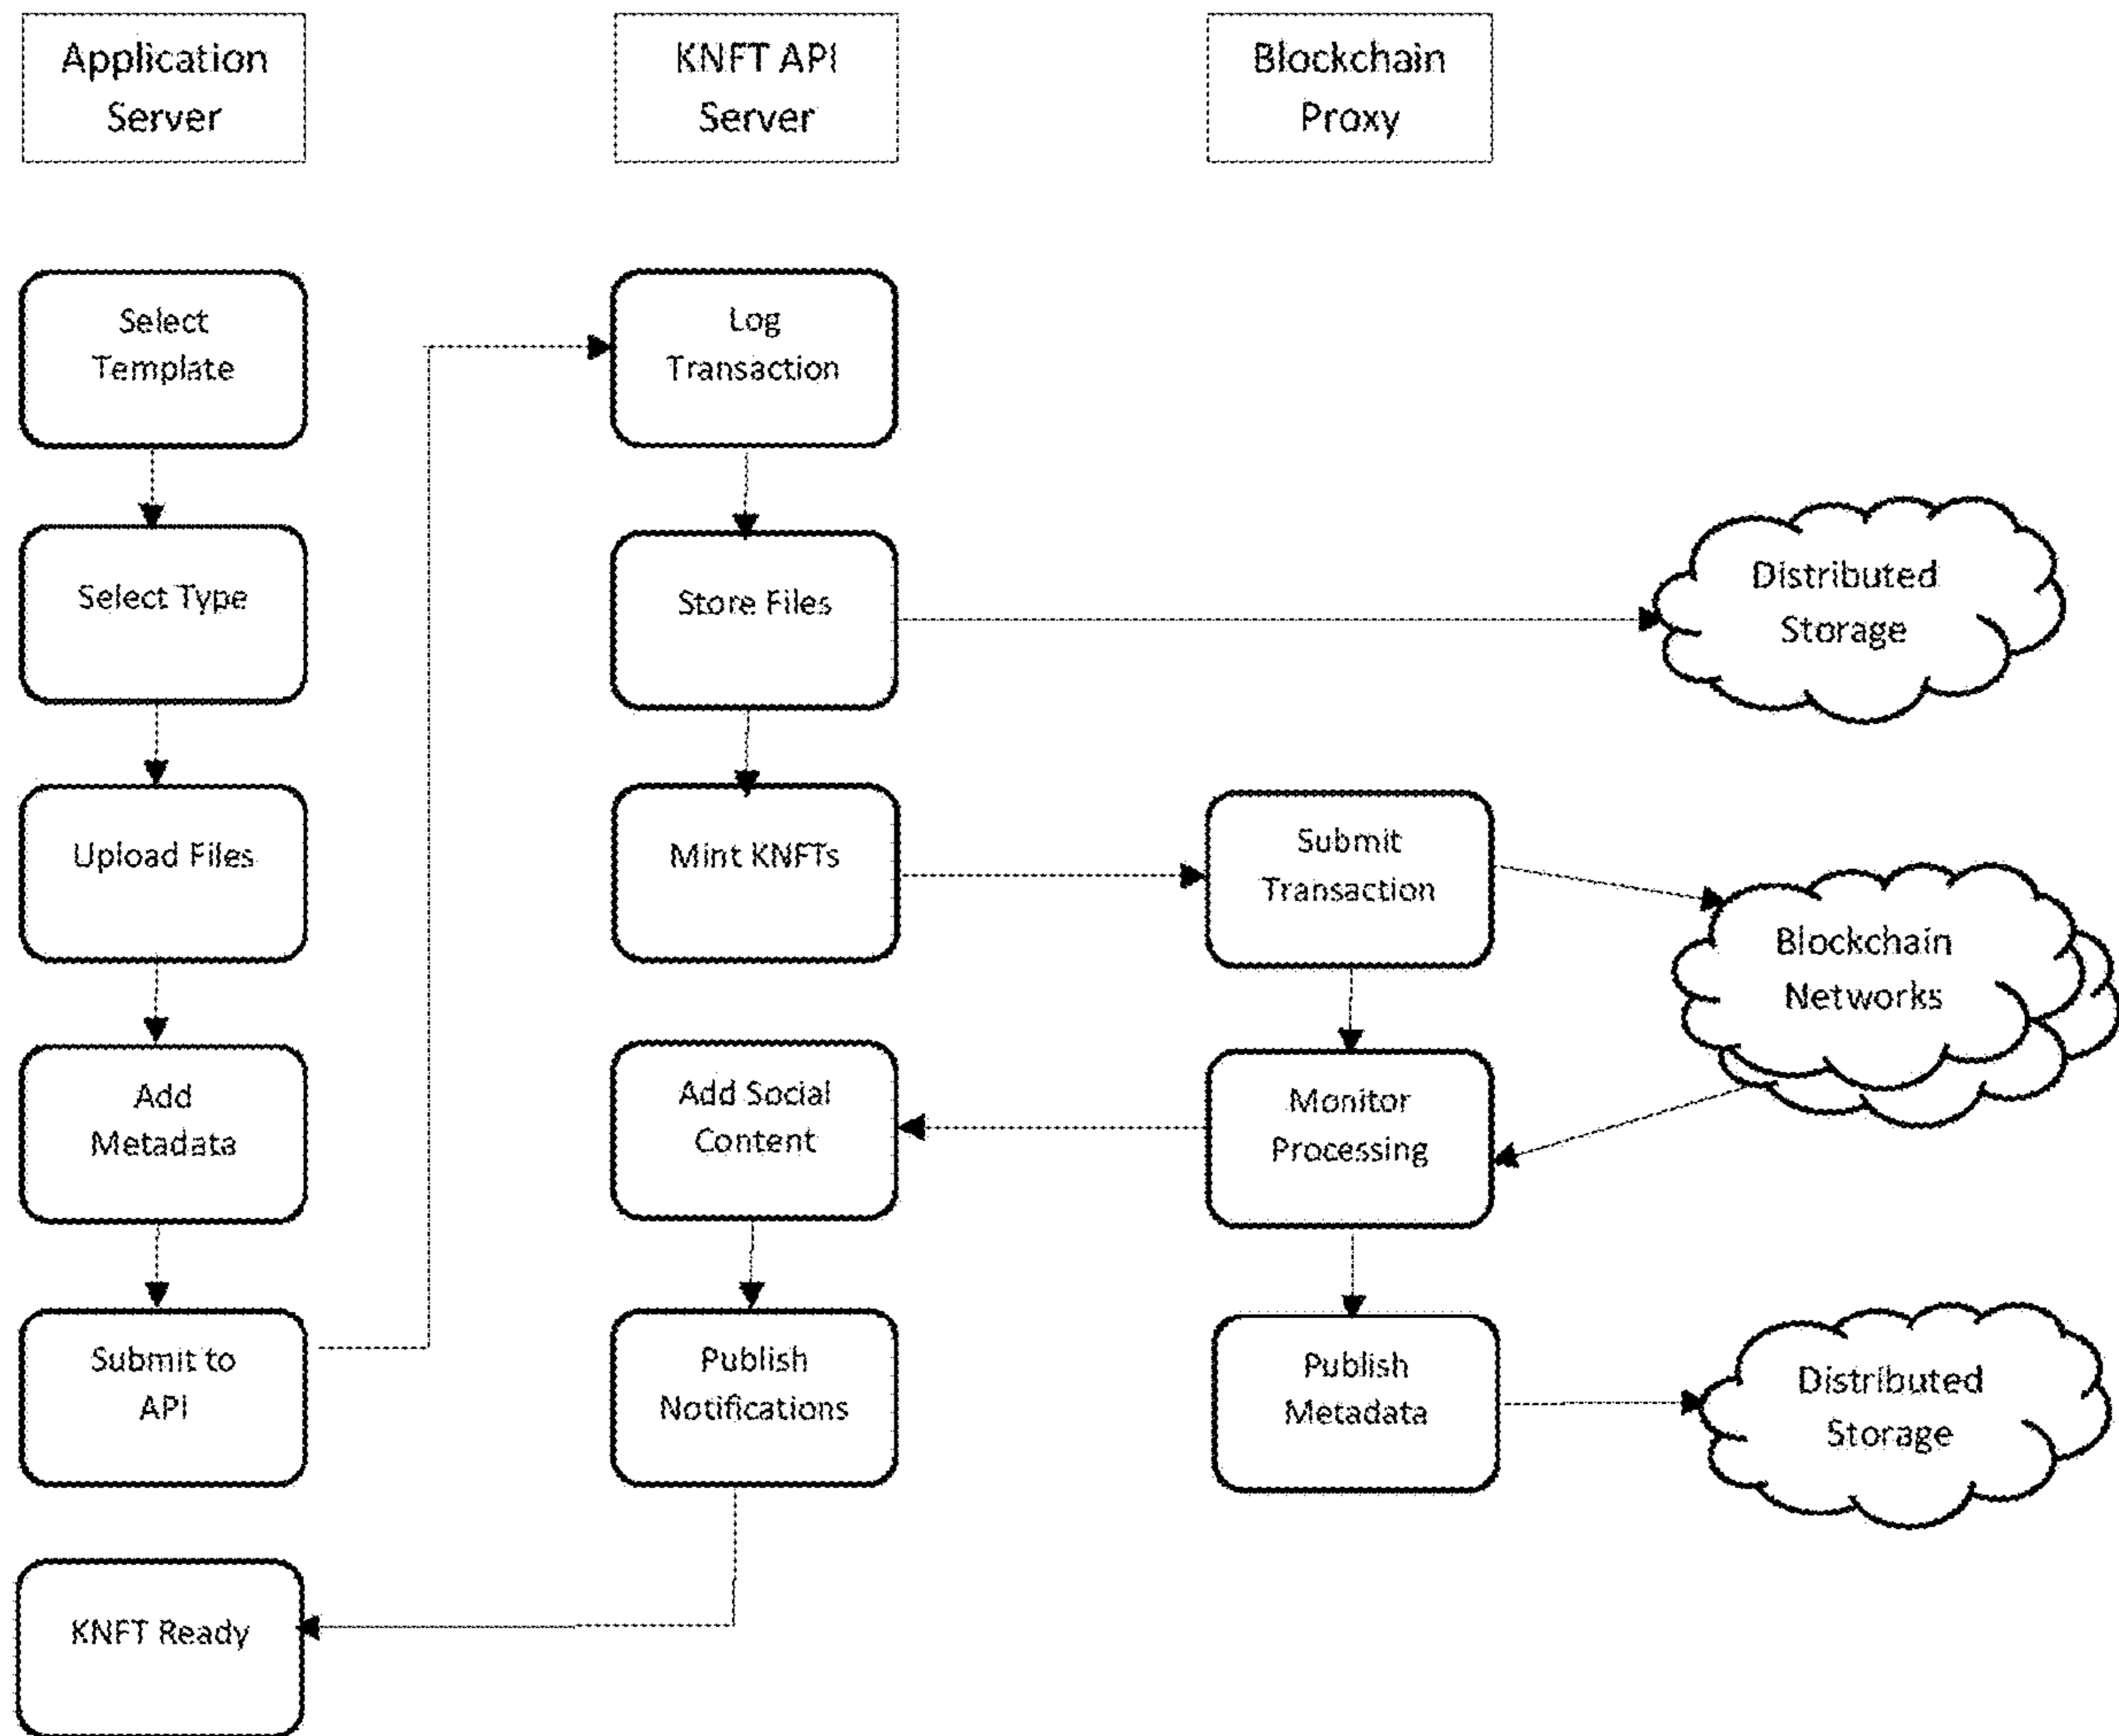 Application
Server
KNFT API
Server
Blockchain
Proxy
Select
Template
Log
Transaction
Select Type
Store Files
Distributed
Storage
Upload Files
Mint KNFTs
Submit
Transaction
Blockchain
Networks
Add
Metadata
Add Social
Content
Monitor
Processing
Submit to
API
Publish
Notifications
Publish
Metadata
Distributed
Storage
KNFT Ready